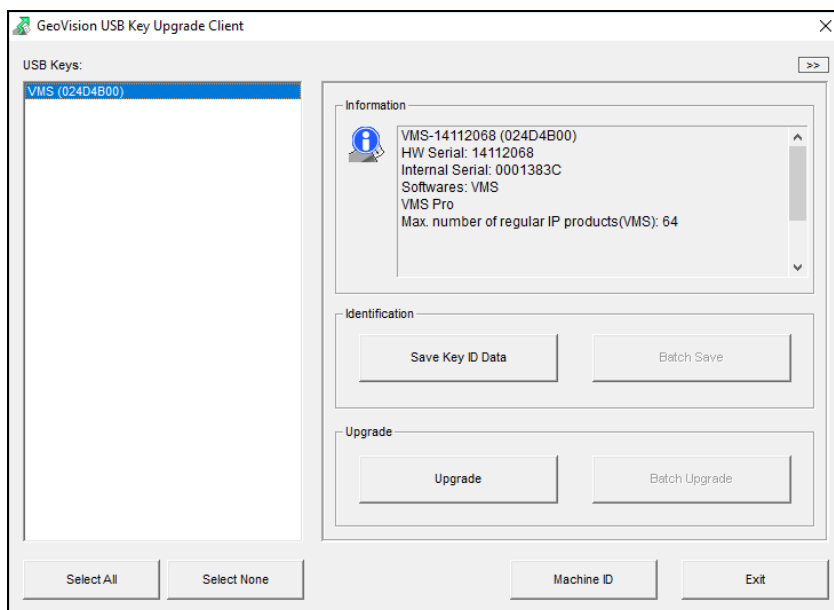 GeoVision USB Key Upgrade Client
USB Keys:
>>
VMS (024D4B00)
Information
VMS-14112068 (024D4B00)
HW Serial: 14112068
Internal Serial: 0001383C
Softwares: VMS
VMS Pro
Max. number of regular IP products(VMS): 64
Identification
Save Key ID Data
Batch Save
Upgrade
Upgrade
Batch Upgrade
Select All
Select None
Machine ID
Exit